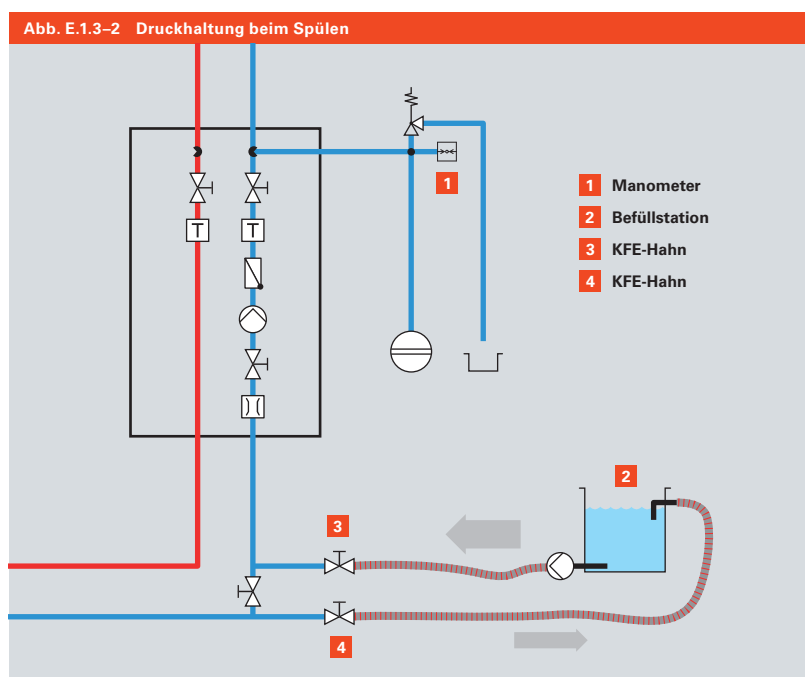 Abb. E.1.3–2 Druckhaltung beim Spülen
1
1 Manometer
2 Befüllstation
3 KFE-Hahn
4 KFE-Hahn
T
T
2
3
4